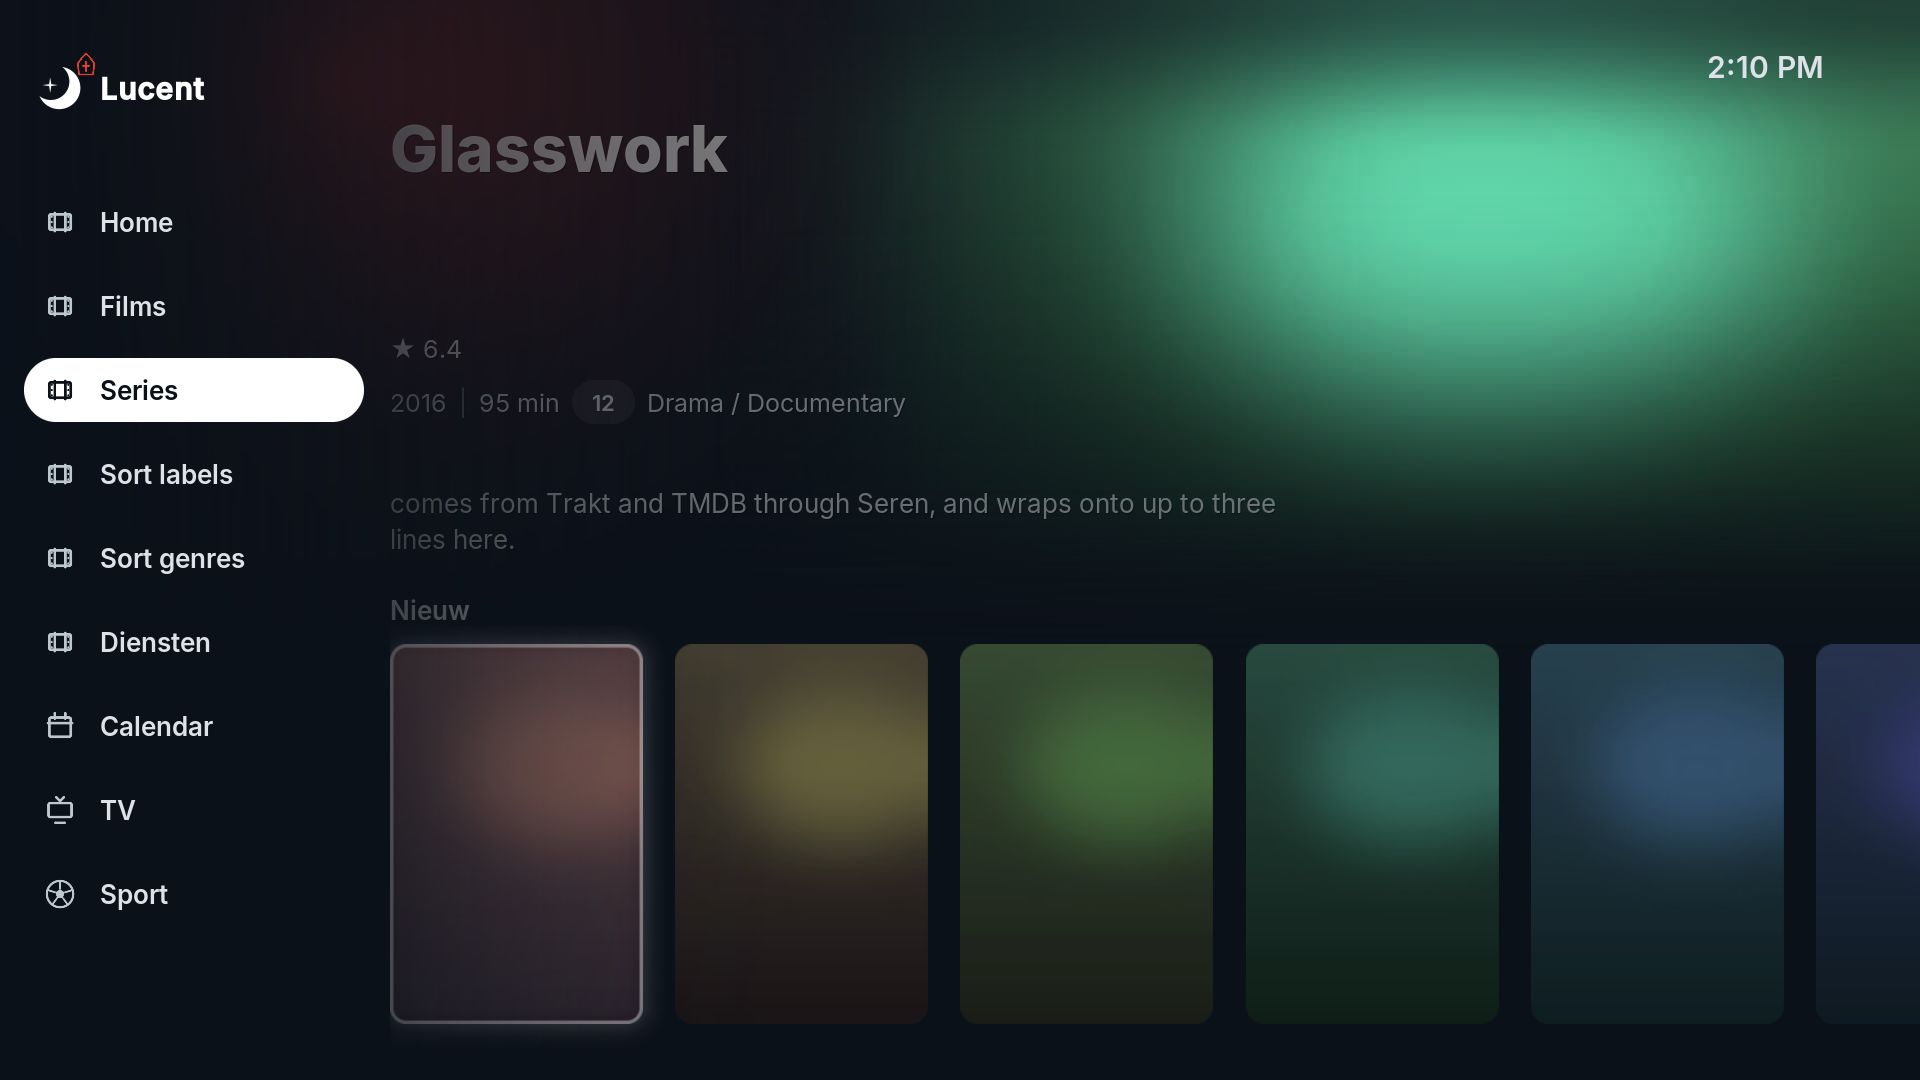 Lucent
2:10 PM
Home
Films
Series
Sort labels
Sort genres
Diensten
Calendar
TV
Sport
Glasswork
★ 6.4
2016 | 95 min 12 Drama / Documentary
comes from Trakt and TMDB through Seren, and wraps onto up to three
lines here.
Nieuw